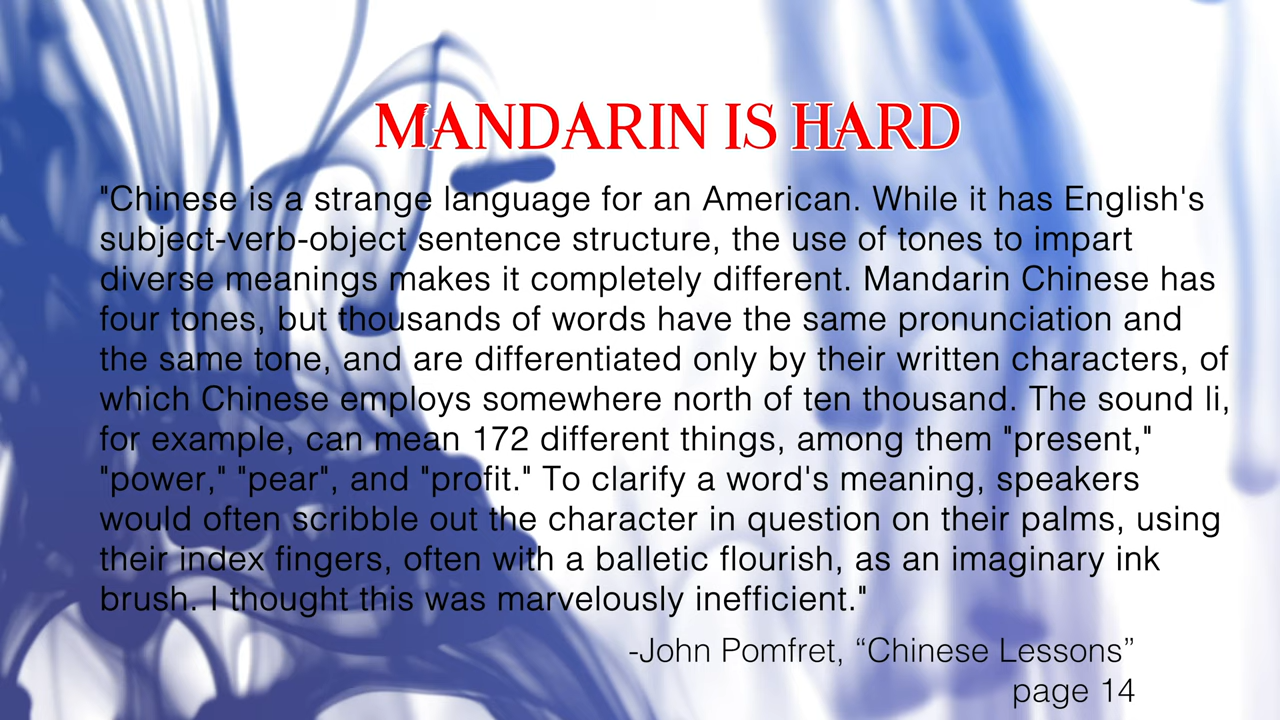 MANDARIN IS HARD
"Chinese is a strange language for an American. While it has English's
subject-verb-object sentence structure, the use of tones to impart
diverse meanings makes it completely different. Mandarin Chinese has
four tones, but thousands of words have the same pronunciation and
the same tone, and are differentiated only by their written characters, of
which Chinese employs somewhere north of ten thousand. The sound li,
for example, can mean 172 different things, among them "present,"
"power," "pear", and "profit." To clarify a word's meaning, speakers
would often scribble out the character in question on their palms, using
their index fingers, often with a balletic flourish, as an imaginary ink
brush. I thought this was marvelously inefficient."
-John Pomfret, “Chinese Lessons”
page 14